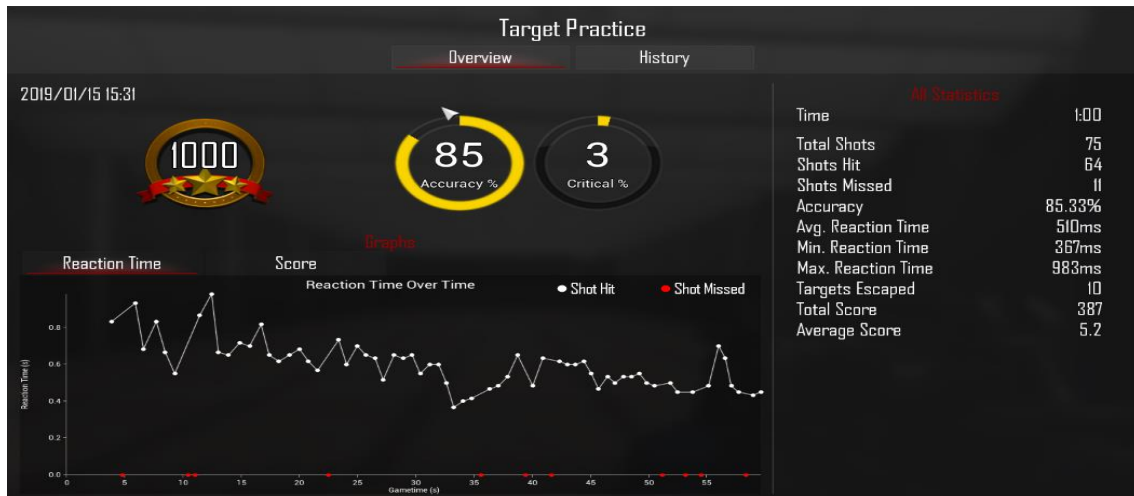 Target Practice
Overview History
2019/01/15 15:31
1000
85
Accuracy %
3
Critical %
All Statistics
Time 1:00
Total Shots 75
Shots Hit 64
Shots Missed 11
Accuracy 85.33%
Avg. Reaction Time 510ms
Min. Reaction Time 367ms
Max. Reaction Time 983ms
Targets Escaped 10
Total Score 387
Average Score 5.2
Graphs
Reaction Time Score
Reaction Time Over Time
Shot Hit Shot Missed
Reaction Time (s)
0.8
0.6
0.4
0.2
0.0
0 5 10 15 20 25 30 35 40 45 50 55
Gametime (s)